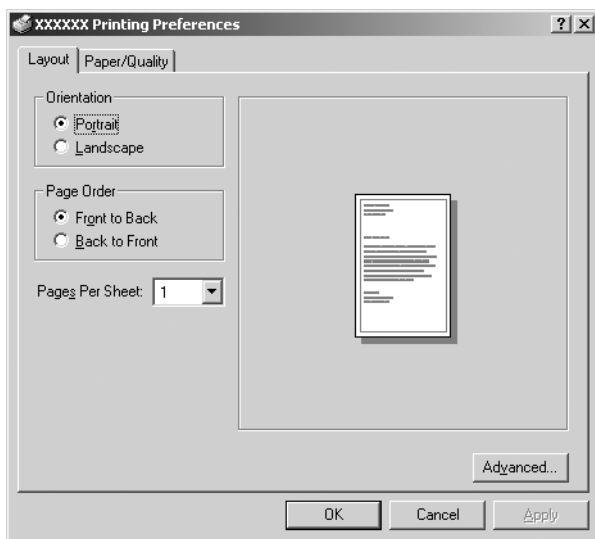 XXXXXX Printing Preferences
Layout
Paper/Quality
Orientation
Portrait
Landscape
Page Order
Front to Back
Back to Front
Pages Per Sheet: 1
Advanced...
OK
Cancel
Apply